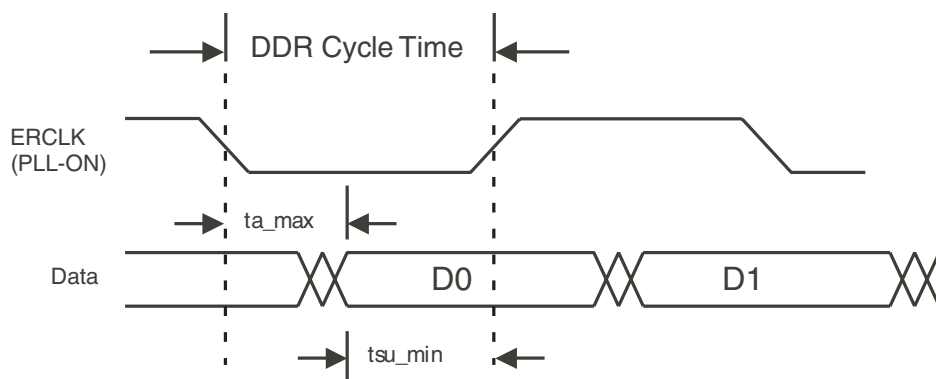 DDR Cycle Time
ERCLK
(PLL-ON)
ta_max
Data
D0
D1
tsu_min